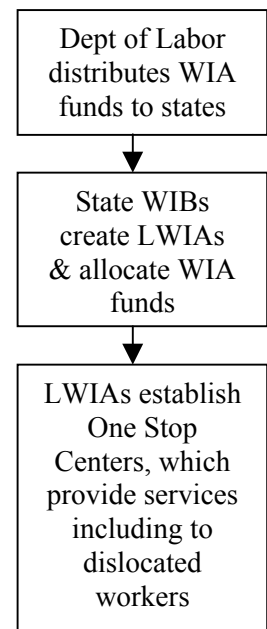 Dept of Labor
distributes WIA
funds to states
State WIBs
create LWIAs
& allocate WIA
funds
LWIAs establish
One Stop
Centers, which
provide services
including to
dislocated
workers